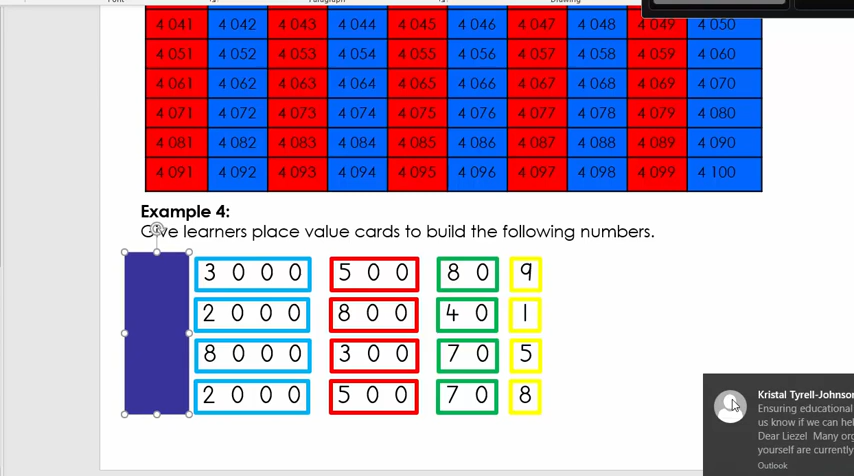 4 041 4 042 4 043 4 044 4 045 4 046 4 047 4 048 4 049 4 050
4 051 4 052 4 053 4 054 4 055 4 056 4 057 4 058 4 059 4 060
4 061 4 062 4 063 4 064 4 065 4 066 4 067 4 068 4 069 4 070
4 071 4 072 4 073 4 074 4 075 4 076 4 077 4 078 4 079 4 080
4 081 4 082 4 083 4 084 4 085 4 086 4 087 4 088 4 089 4 090
4 091 4 092 4 093 4 094 4 095 4 096 4 097 4 098 4 099 4 100
Example 4:
Give learners place value cards to build the following numbers.
3 0 0 0 5 0 0 8 0 9
2 0 0 0 8 0 0 4 0 1
8 0 0 0 3 0 0 7 0 5
2 0 0 0 5 0 0 7 0 8
Kristal Tyrell-Johnson
Ensuring educational
us know if we can hel
Dear Liezel Many org
yourself are currently
Outlook